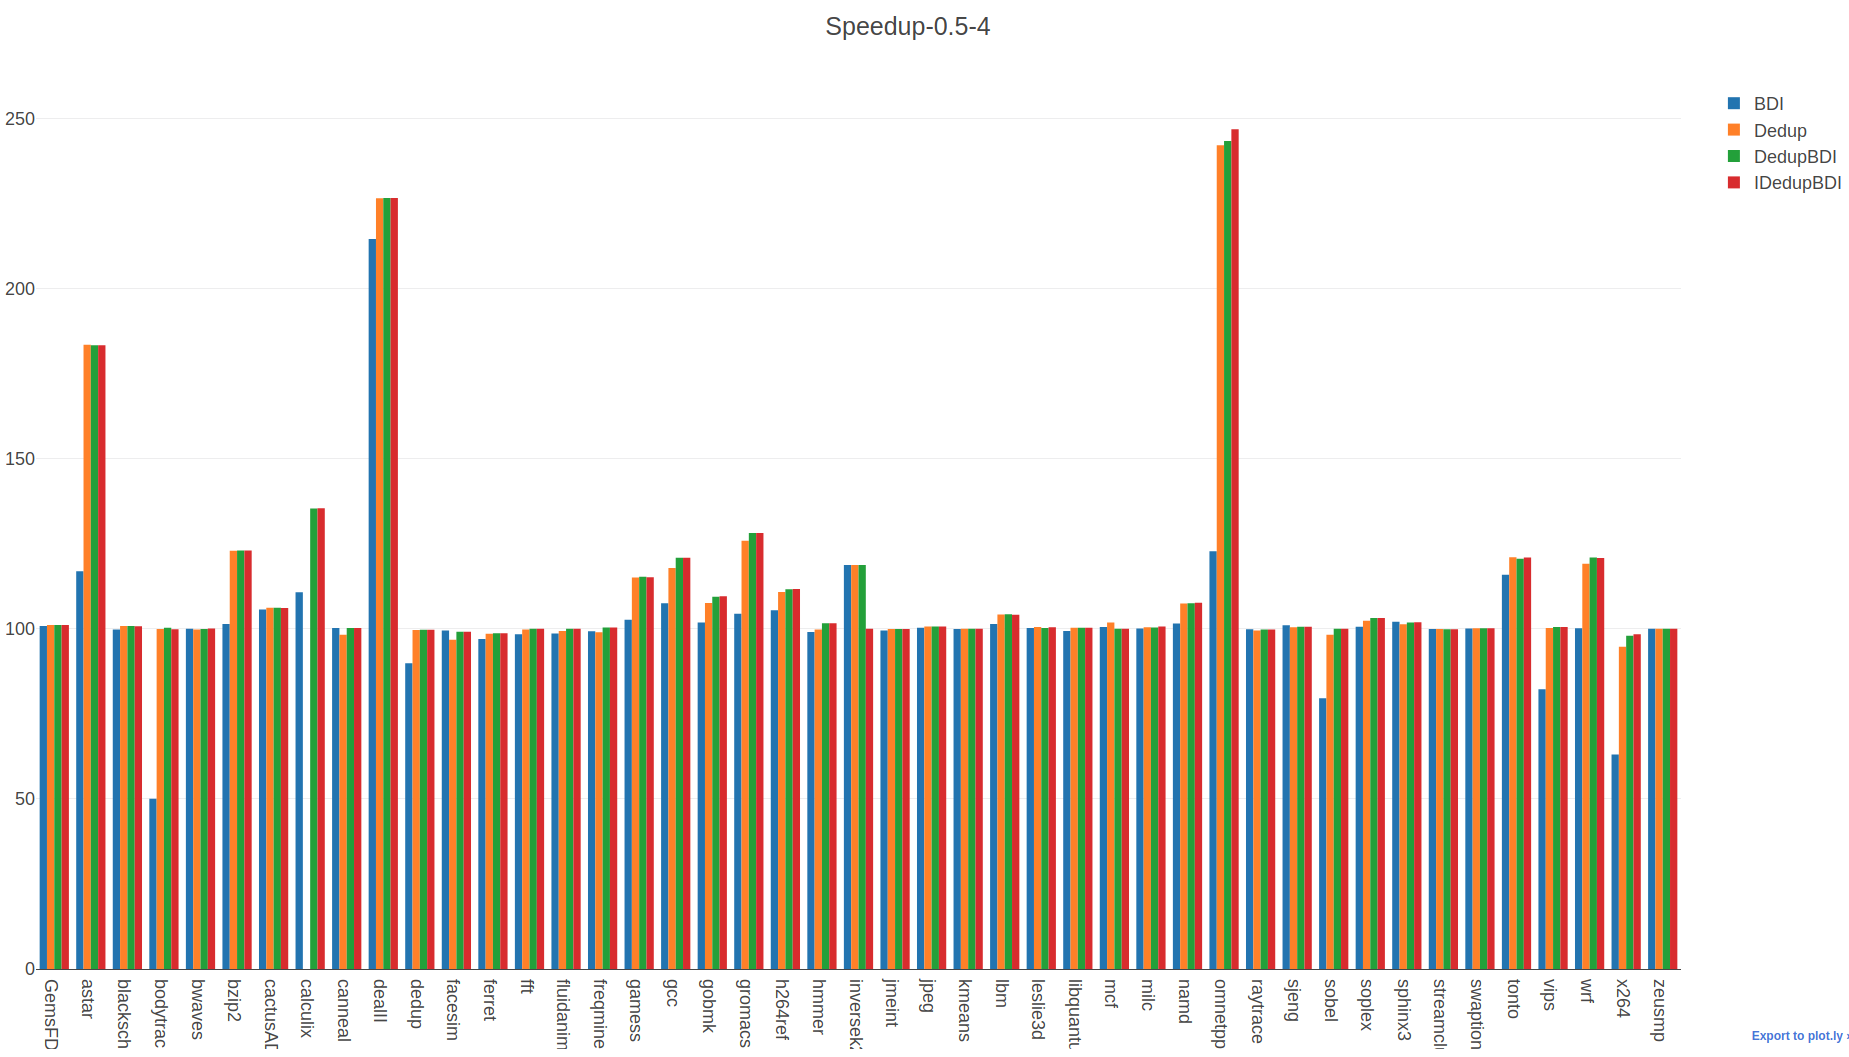 Speedup-0.5-4
BDI
Dedup
DedupBDI
IDedupBDI
250
200
150
100
50
0
GemsFD
astar
blacksch
bodytrac
bwaves
bzip2
cactusAD
calculix
canneal
dealII
dedup
facesim
ferret
fft
fluidanim
freqmine
gamess
gcc
gobmk
gromacs
h264ref
hmmer
inversek2
jmeint
jpeg
kmeans
lbm
leslie3d
libquantu
mcf
milc
namd
omnetpp
raytrace
sjeng
sobel
soplex
sphinx3
streamcl
swaption
tonto
vips
wrf
x264
zeusmp
Export to plot.ly ›